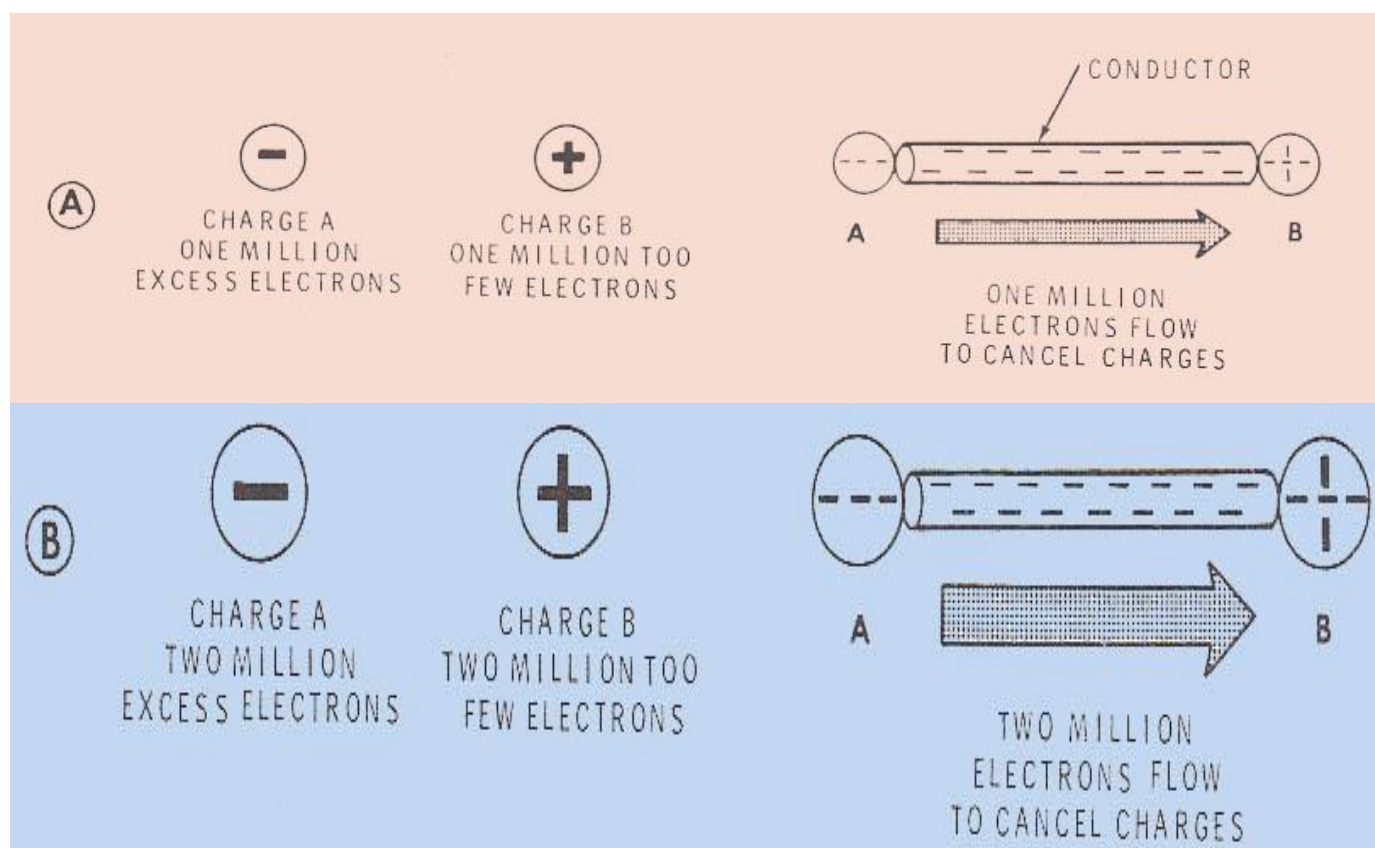 CONDUCTOR
A
CHARGE A
ONE MILLION
EXCESS ELECTRONS
CHARGE B
ONE MILLION TOO
FEW ELECTRONS
A
B
ONE MILLION
ELECTRONS FLOW
TO CANCEL CHARGES
B
CHARGE A
TWO MILLION
EXCESS ELECTRONS
CHARGE B
TWO MILLION TOO
FEW ELECTRONS
A
B
TWO MILLION
ELECTRONS FLOW
TO CANCEL CHARGES